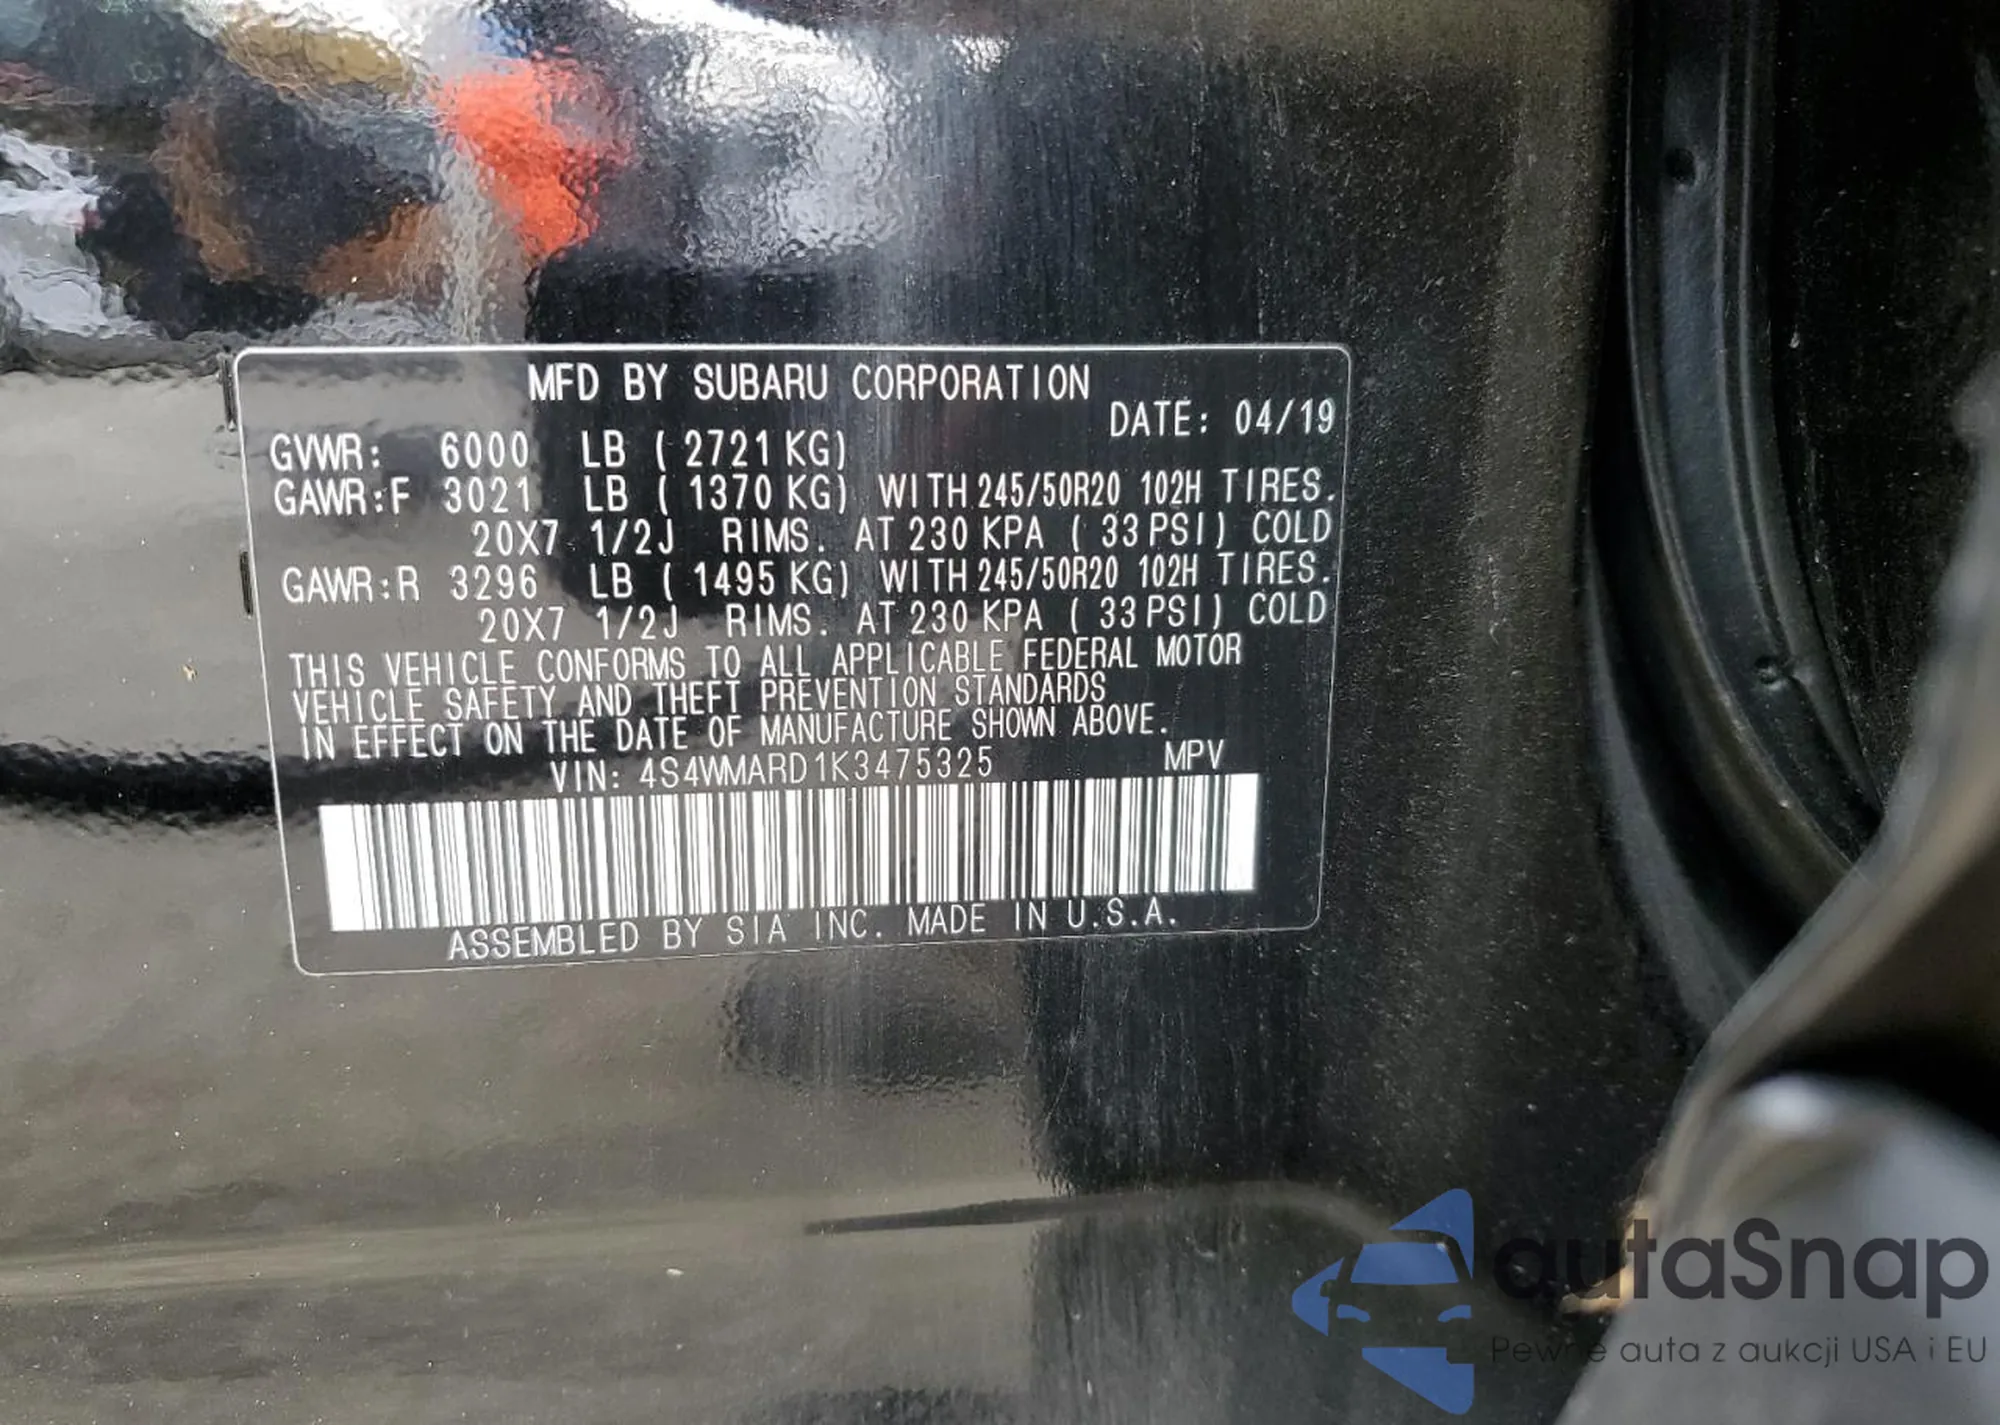 MFD BY SUBARU CORPORATION
DATE: 04/19
GVWR: 6000 LB ( 2721 KG)
GAWR:F 3021 LB ( 1370 KG) WITH 245/50R20 102H TIRES.
20X7 1/2J RIMS. AT 230 KPA ( 33 PSI) COLD
GAWR:R 3296 LB ( 1495 KG) WITH 245/50R20 102H TIRES.
20X7 1/2J RIMS. AT 230 KPA ( 33 PSI) COLD
THIS VEHICLE CONFORMS TO ALL APPLICABLE FEDERAL MOTOR
VEHICLE SAFETY AND THEFT PREVENTION STANDARDS
IN EFFECT ON THE DATE OF MANUFACTURE SHOWN ABOVE.
VIN: 4S4WMARD1K3475325 MPV
ASSEMBLED BY SIA INC. MADE IN U.S.A.
autaSnap
Pewne auta z aukcji USA i EU